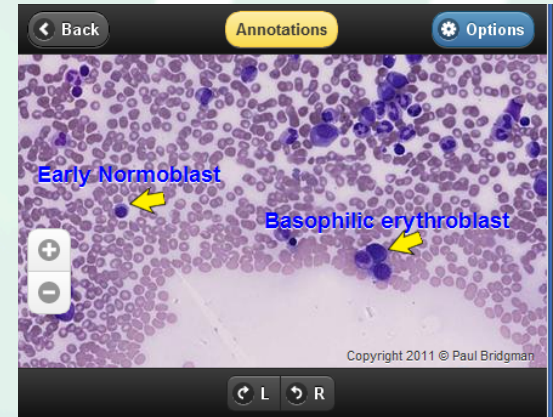 Back
Annotations
Options
Early Normoblast
Basophilic erythroblast
Copyright 2011 © Paul Bridgman
L
R